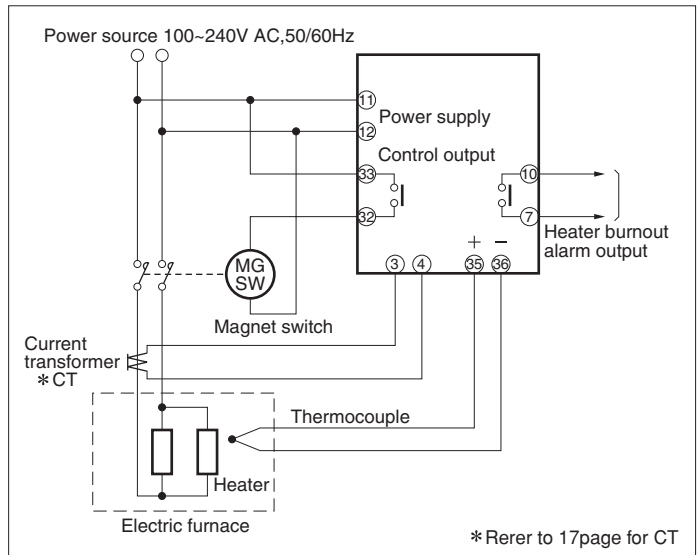 Power source 100~240V AC,50/60Hz
11
Power supply
12
Control output
33
10
32
7
Heater burnout
alarm output
+ −
3 4 35 36
MG
SW
Magnet switch
Current
transformer
*CT
Thermocouple
Heater
Electric furnace
*Rerer to 17page for CT